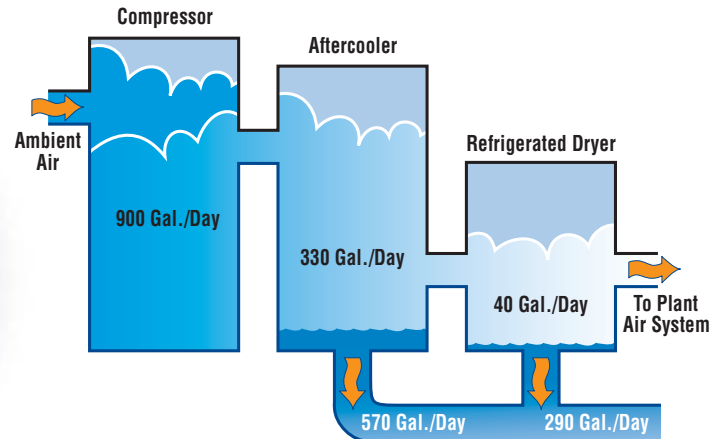 Compressor
Aftercooler
Refrigerated Dryer
Ambient
Air
900 Gal./Day
330 Gal./Day
40 Gal./Day
To Plant
Air System
570 Gal./Day
290 Gal./Day